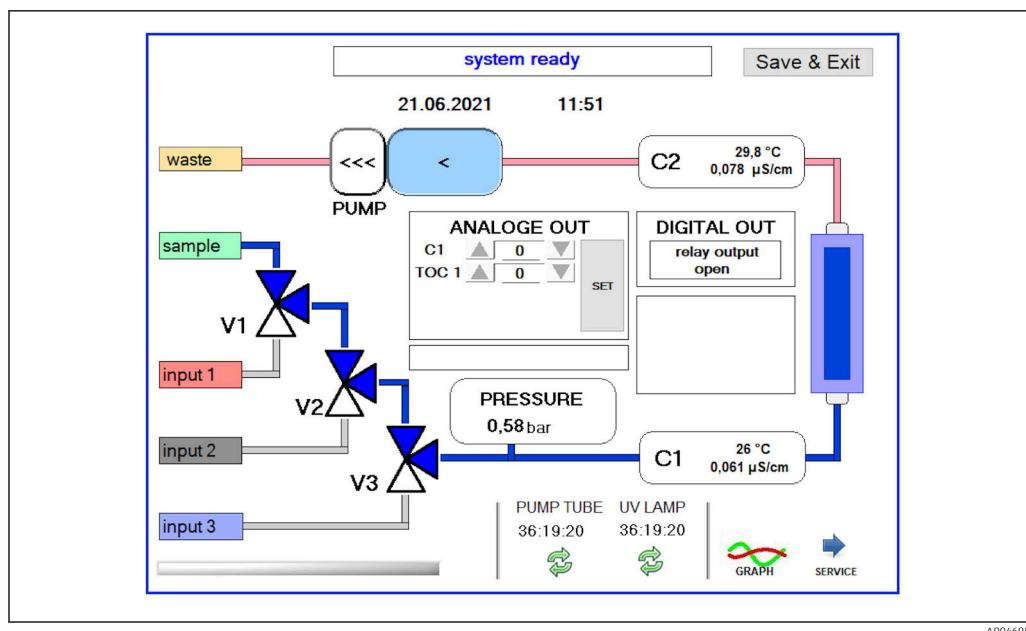 system ready
Save & Exit
21.06.2021 11:51
waste
<<<
<
PUMP
C2
29,8 °C
0,078 µS/cm
sample
V1
input 1
V2
input 2
V3
input 3
ANALOGE OUT
C1 0
TOC 1 0
SET
DIGITAL OUT
relay output
open
PRESSURE
0,58 bar
C1
26 °C
0,061 µS/cm
PUMP TUBE UV LAMP
36:19:20 36:19:20
GRAPH
SERVICE